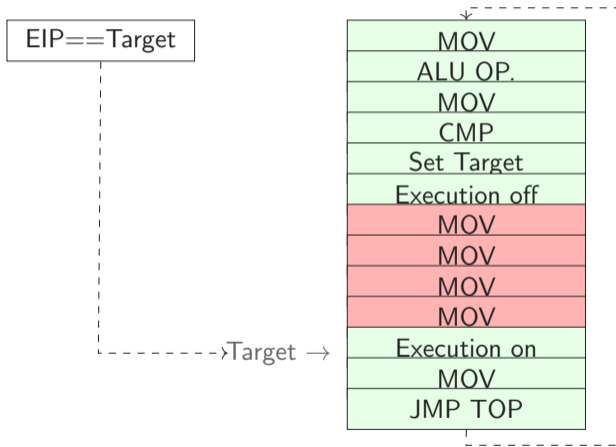 EIP==Target
MOV
ALU OP.
MOV
CMP
Set Target
Execution off
MOV
MOV
MOV
MOV
Target → Execution on
MOV
JMP TOP